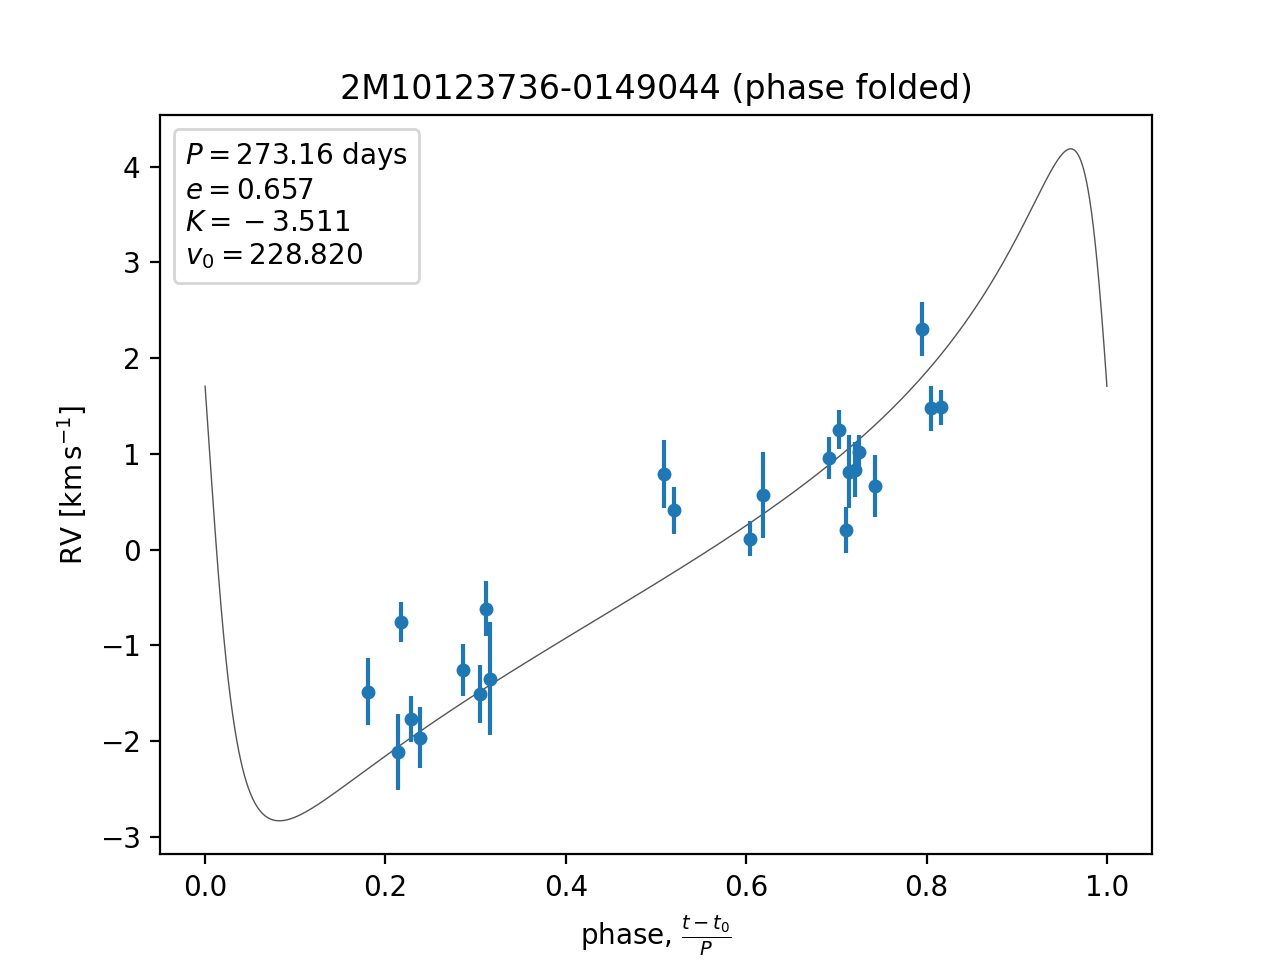 2M10123736-0149044 (phase folded)
P = 273.16 days
e = 0.657
K = −3.511
v₀ = 228.820
4
3
2
1
0
−1
−2
−3
RV [km s⁻¹]
0.0 0.2 0.4 0.6 0.8 1.0
phase, (t − t₀)/P